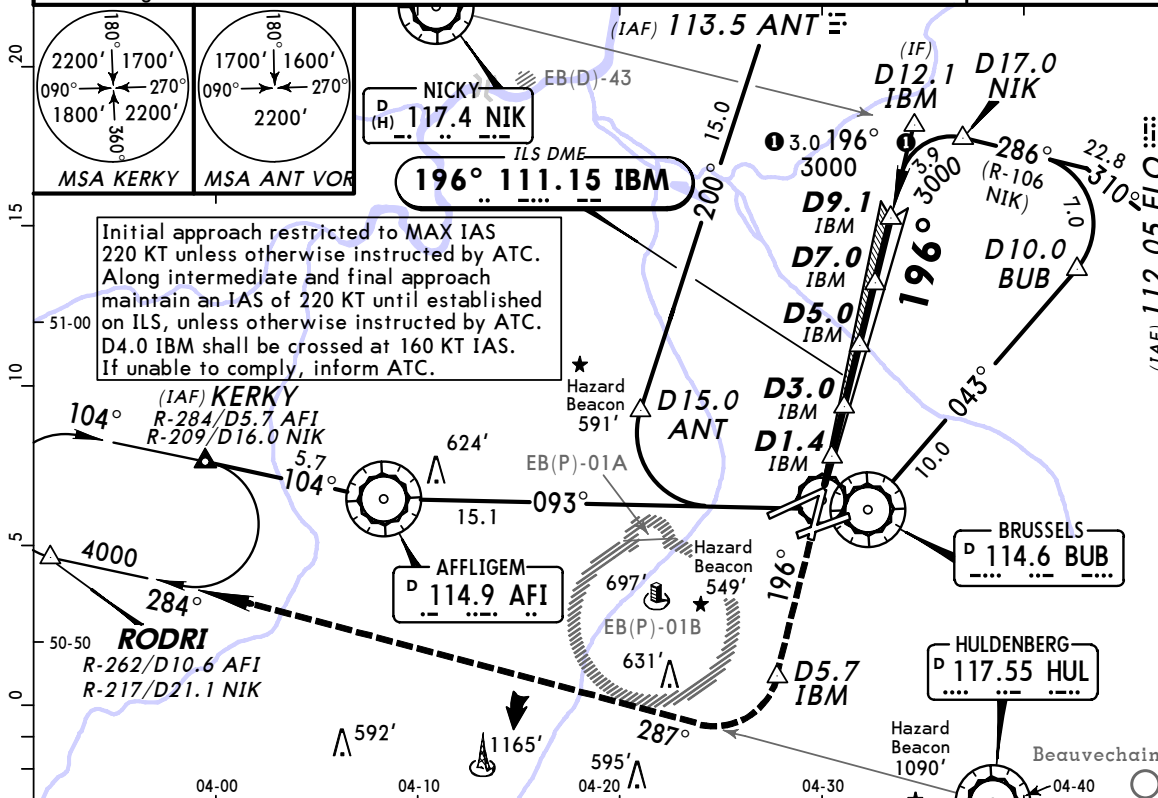 180°
2200' 1700'
090° 270°
1800' 2200'
360°
MSA KERKY
180°
1700' 1600'
090° 270°
2200'
MSA ANT VOR
(IAF) 113.5 ANT
NICKY
D
(H) 117.4 NIK
EB(D)-43
ILS DME
196° 111.15 IBM
15.0
200°
(IF)
D12.1
IBM
D17.0
NIK
1 3.0 196°
3000
1
3.9
3000
286°
(R-106
NIK)
22.8
310°
7.0
D10.0
BUB
(IAF) 112.05 FLO
D9.1
IBM
D7.0
IBM
D5.0
IBM
D3.0
IBM
D1.4
IBM
196°
043°
10.0
Initial approach restricted to MAX IAS
220 KT unless otherwise instructed by ATC.
Along intermediate and final approach
maintain an IAS of 220 KT until established
on ILS, unless otherwise instructed by ATC.
D4.0 IBM shall be crossed at 160 KT IAS.
If unable to comply, inform ATC.
Hazard
Beacon
591'
D15.0
ANT
(IAF) KERKY
R-284/D5.7 AFI
R-209/D16.0 NIK
104°
5.7
104°
624'
EB(P)-01A
093°
15.1
4000
284°
RODRI
R-262/D10.6 AFI
R-217/D21.1 NIK
AFFLIGEM
D 114.9 AFI
Hazard
Beacon
549'
697'
EB(P)-01B
631'
196°
BRUSSELS
D 114.6 BUB
HULDENBERG
D 117.55 HUL
D5.7
IBM
287°
592'
1165'
595'
Hazard
Beacon
1090'
Beauvechain
20
15
51-00
10
5
50-50
0
04-00
04-10
04-20
04-30
04-40